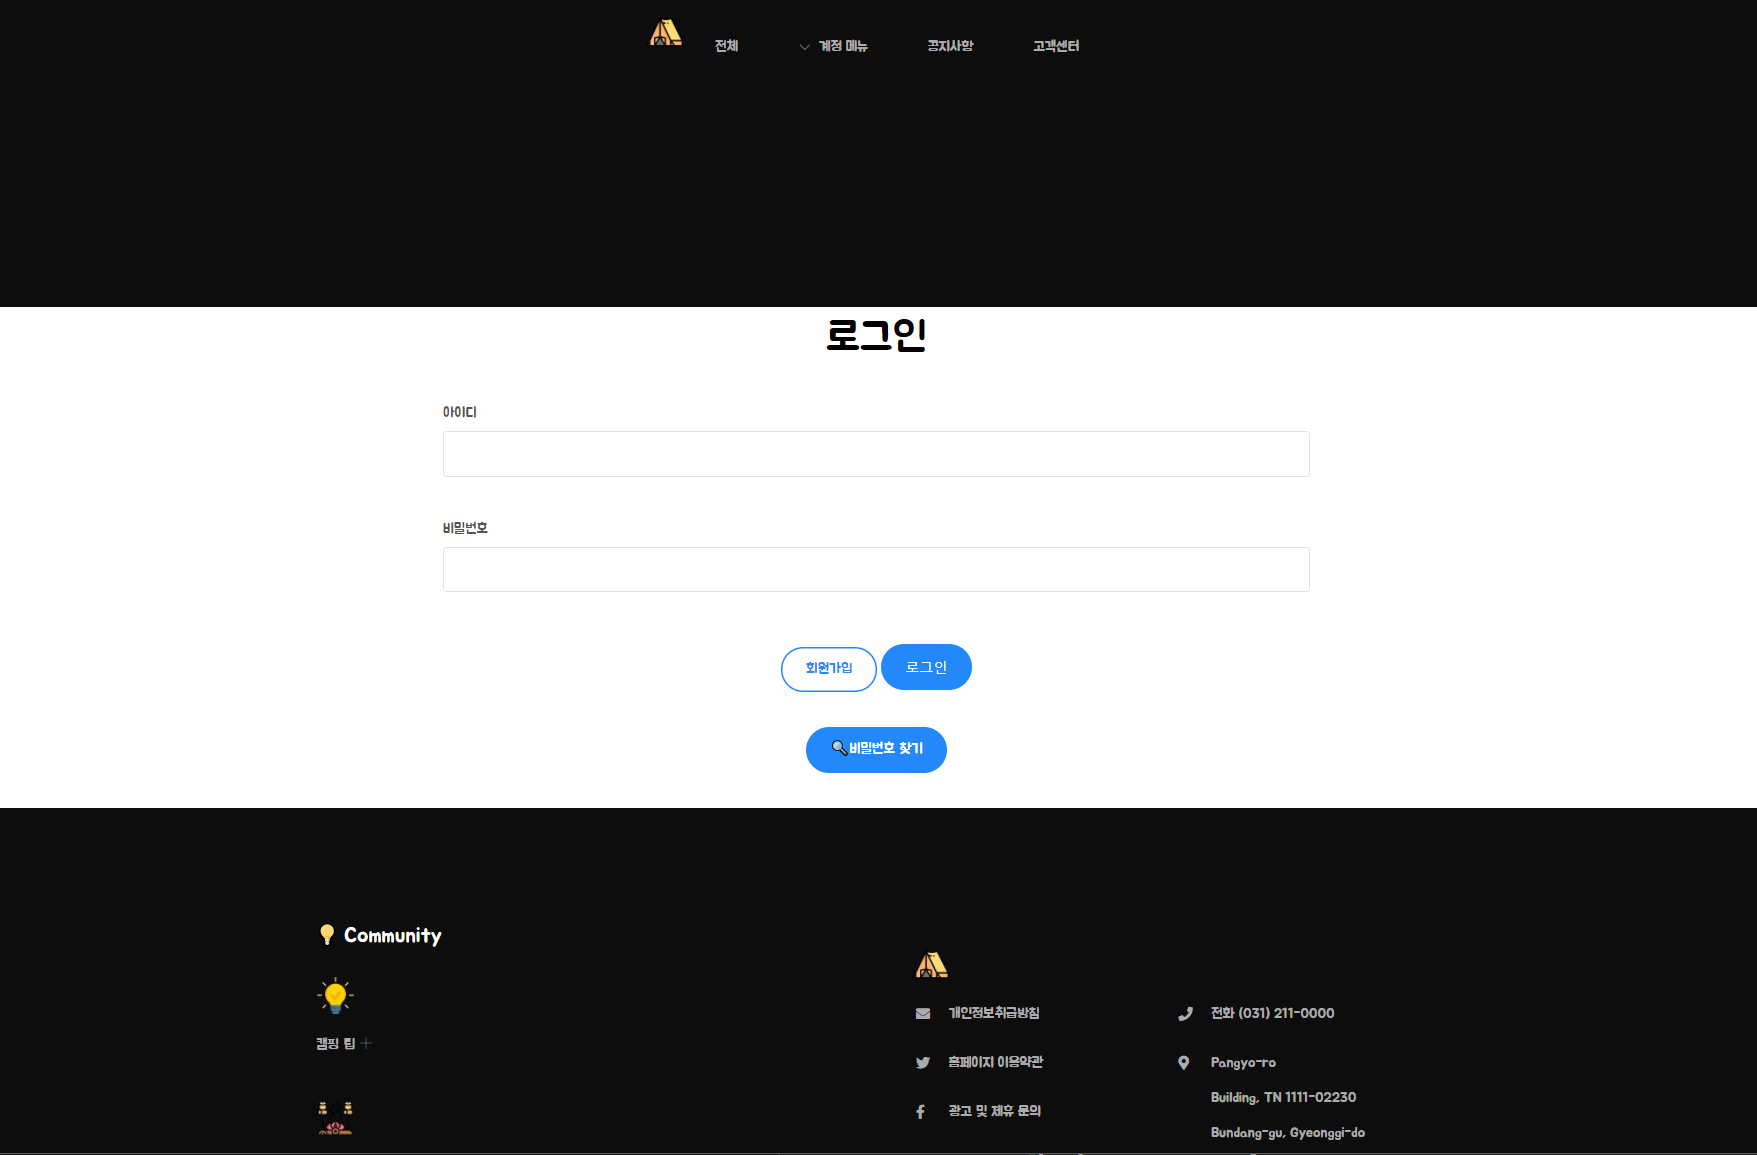 전체
계정 메뉴
공지사항
고객센터
로그인
아이디
비밀번호
회원가입
로그인
비밀번호 찾기
Community
캠핑 팁
개인정보취급방침
홈페이지 이용약관
광고 및 제휴 문의
전화 (031) 211-0000
Pangyo-ro
Building, TN 1111-02230
Bundang-gu, Gyeonggi-do